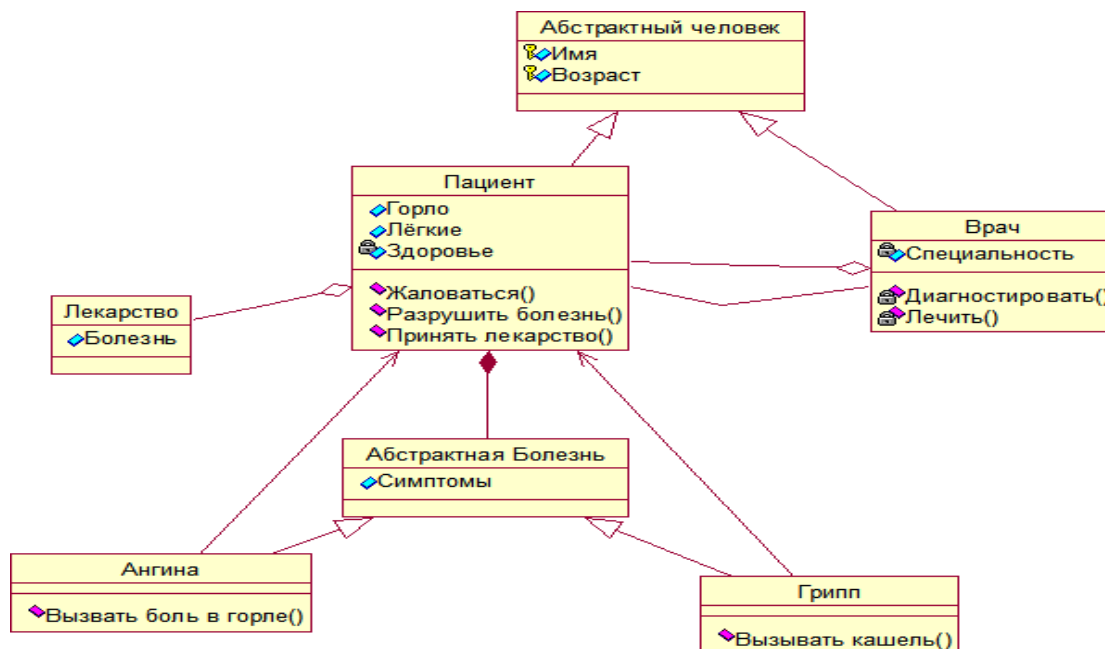 Абстрактный человек
Имя
Возраст
Пациент
Горло
Лёгкие
Здоровье
Жаловаться()
Разрушить болезнь()
Принять лекарство()
Врач
Специальность
Диагностировать()
Лечить()
Лекарство
Болезнь
Абстрактная Болезнь
Симптомы
Ангина
Вызвать боль в горле()
Грипп
Вызывать кашель()